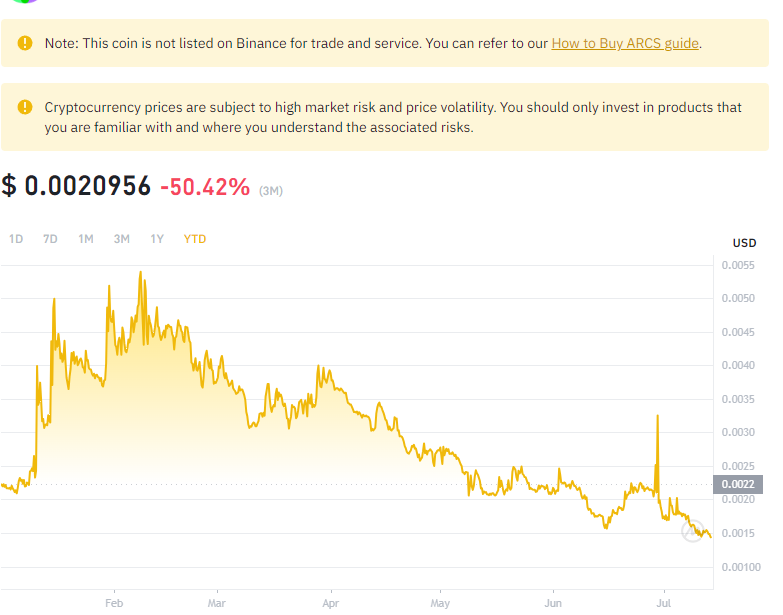 Note: This coin is not listed on Binance for trade and service. You can refer to our How to Buy ARCS guide.
Cryptocurrency prices are subject to high market risk and price volatility. You should only invest in products that
you are familiar with and where you understand the associated risks.
$ 0.0020956 -50.42% (3M)
1D 7D 1M 3M 1Y YTD
USD
0.0055
0.0050
0.0045
0.0040
0.0035
0.0030
0.0025
0.0022
0.0020
0.0015
0.00100
Feb Mar Apr May Jun Jul